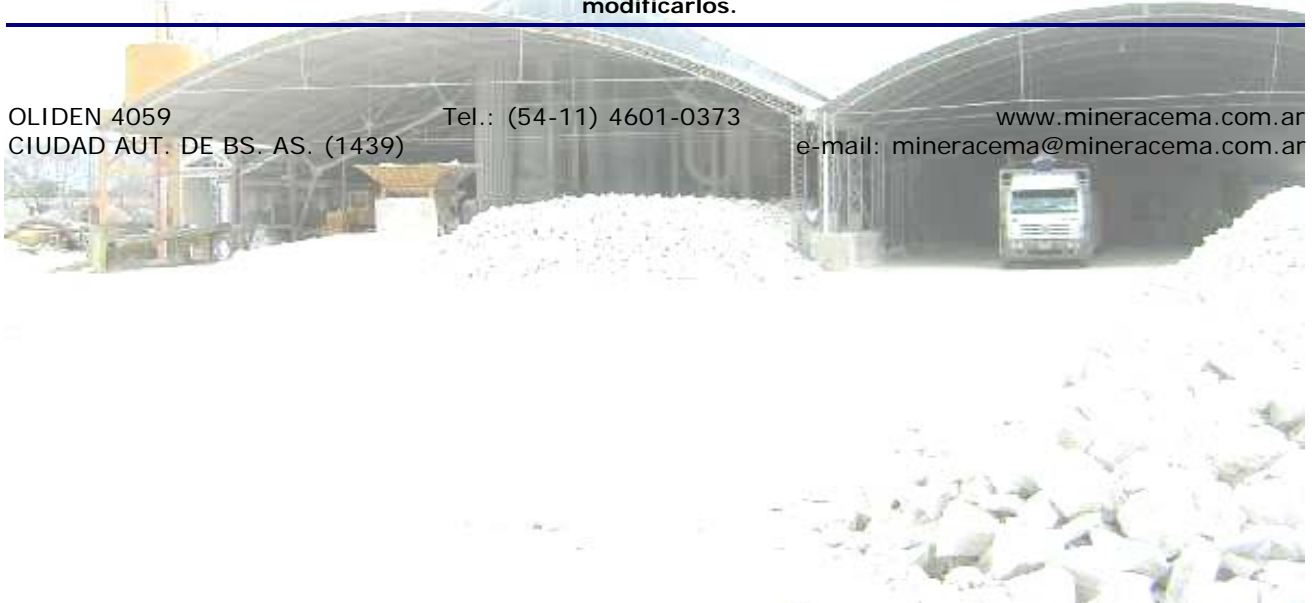 modificarlos.
OLIDEN 4059 Tel.: (54-11) 4601-0373 www.mineracema.com.ar
CIUDAD AUT. DE BS. AS. (1439) e-mail: mineracema@mineracema.com.ar